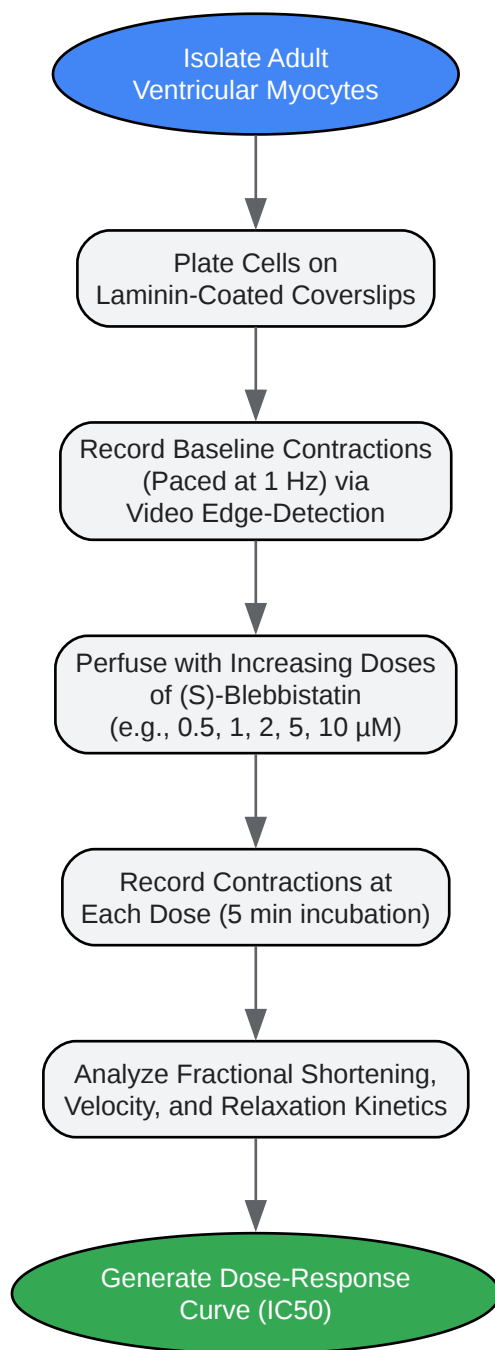 Isolate Adult
Ventricular Myocytes
Plate Cells on
Laminin-Coated Coverslips
Record Baseline Contractions
(Paced at 1 Hz) via
Video Edge-Detection
Perfuse with Increasing Doses
of (S)-Blebbistatin
(e.g., 0.5, 1, 2, 5, 10 µM)
Record Contractions at
Each Dose (5 min incubation)
Analyze Fractional Shortening,
Velocity, and Relaxation Kinetics
Generate Dose-Response
Curve (IC50)